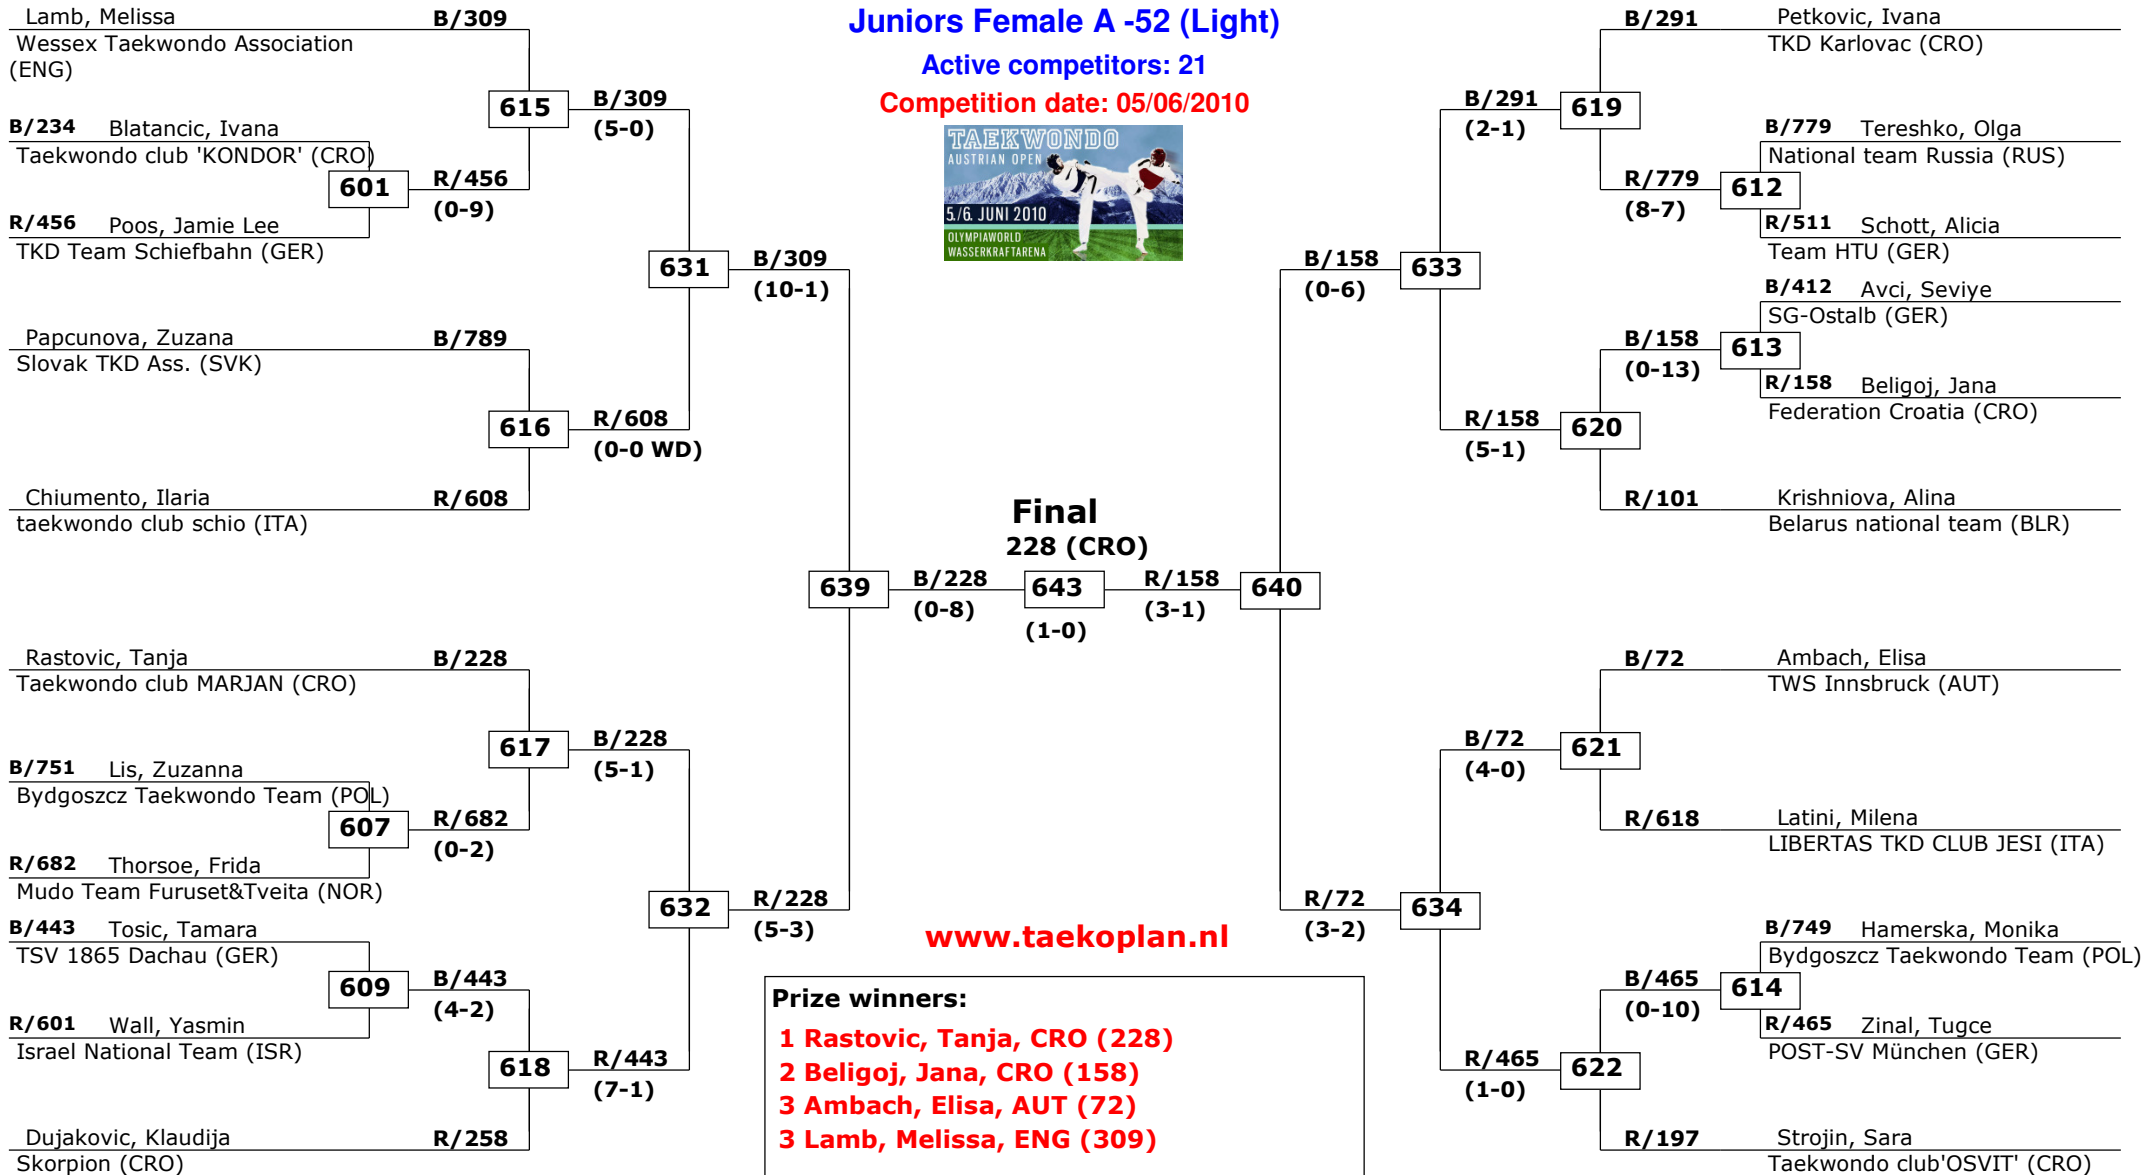 Juniors Female A -52 (Light)
Active competitors: 21
Competition date: 05/06/2010
TAEKWONDO
AUSTRIAN OPEN
5./6. JUNI 2010
OLYMPIAWORLD
WASSERKRAFTARENA
Lamb, Melissa B/309
Wessex Taekwondo Association
(ENG)
615 B/309
(5-0)
B/234 Blatancic, Ivana
Taekwondo club 'KONDOR' (CRO)
601 R/456
(0-9)
R/456 Poos, Jamie Lee
TKD Team Schiefbahn (GER)
631 B/309
(10-1)
Papcunova, Zuzana B/789
Slovak TKD Ass. (SVK)
616 R/608
(0-0 WD)
Chiumento, Ilaria R/608
taekwondo club schio (ITA)
639 B/228
(0-8)
Rastovic, Tanja B/228
Taekwondo club MARJAN (CRO)
617 B/228
(5-1)
B/751 Lis, Zuzanna
Bydgoszcz Taekwondo Team (POL)
607 R/682
(0-2)
R/682 Thorsoe, Frida
Mudo Team Furuset&Tveita (NOR)
632 R/228
(5-3)
B/443 Tosic, Tamara
TSV 1865 Dachau (GER)
609 B/443
(4-2)
R/601 Wall, Yasmin
Israel National Team (ISR)
618 R/443
(7-1)
Dujakovic, Klaudija R/258
Skorpion (CRO)
Final
228 (CRO)
643
(1-0)
B/291 Petkovic, Ivana
TKD Karlovac (CRO)
B/291 619
(2-1)
B/779 Tereshko, Olga
National team Russia (RUS)
R/779 612
(8-7)
R/511 Schott, Alicia
Team HTU (GER)
B/158 633
(0-6)
B/412 Avci, Seviye
SG-Ostalb (GER)
B/158 613
(0-13)
R/158 Beligoj, Jana
Federation Croatia (CRO)
R/158 620
(5-1)
R/101 Krishniova, Alina
Belarus national team (BLR)
R/158 640
(3-1)
B/72 Ambach, Elisa
TWS Innsbruck (AUT)
B/72 621
(4-0)
R/618 Latini, Milena
LIBERTAS TKD CLUB JESI (ITA)
R/72 634
(3-2)
B/749 Hamerska, Monika
Bydgoszcz Taekwondo Team (POL)
B/465 614
(0-10)
R/465 Zinal, Tugce
POST-SV München (GER)
R/465 622
(1-0)
R/197 Strojin, Sara
Taekwondo club'OSVIT' (CRO)
www.taekoplan.nl
Prize winners:
1 Rastovic, Tanja, CRO (228)
2 Beligoj, Jana, CRO (158)
3 Ambach, Elisa, AUT (72)
3 Lamb, Melissa, ENG (309)